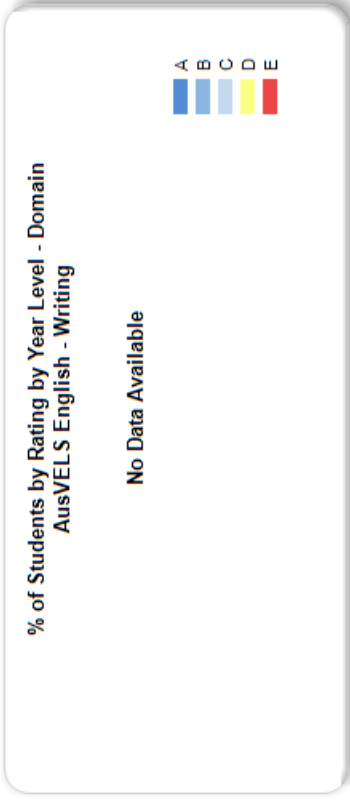 % of Students by Rating by Year Level - Domain
AusVELS English - Writing
No Data Available
A
B
C
D
E